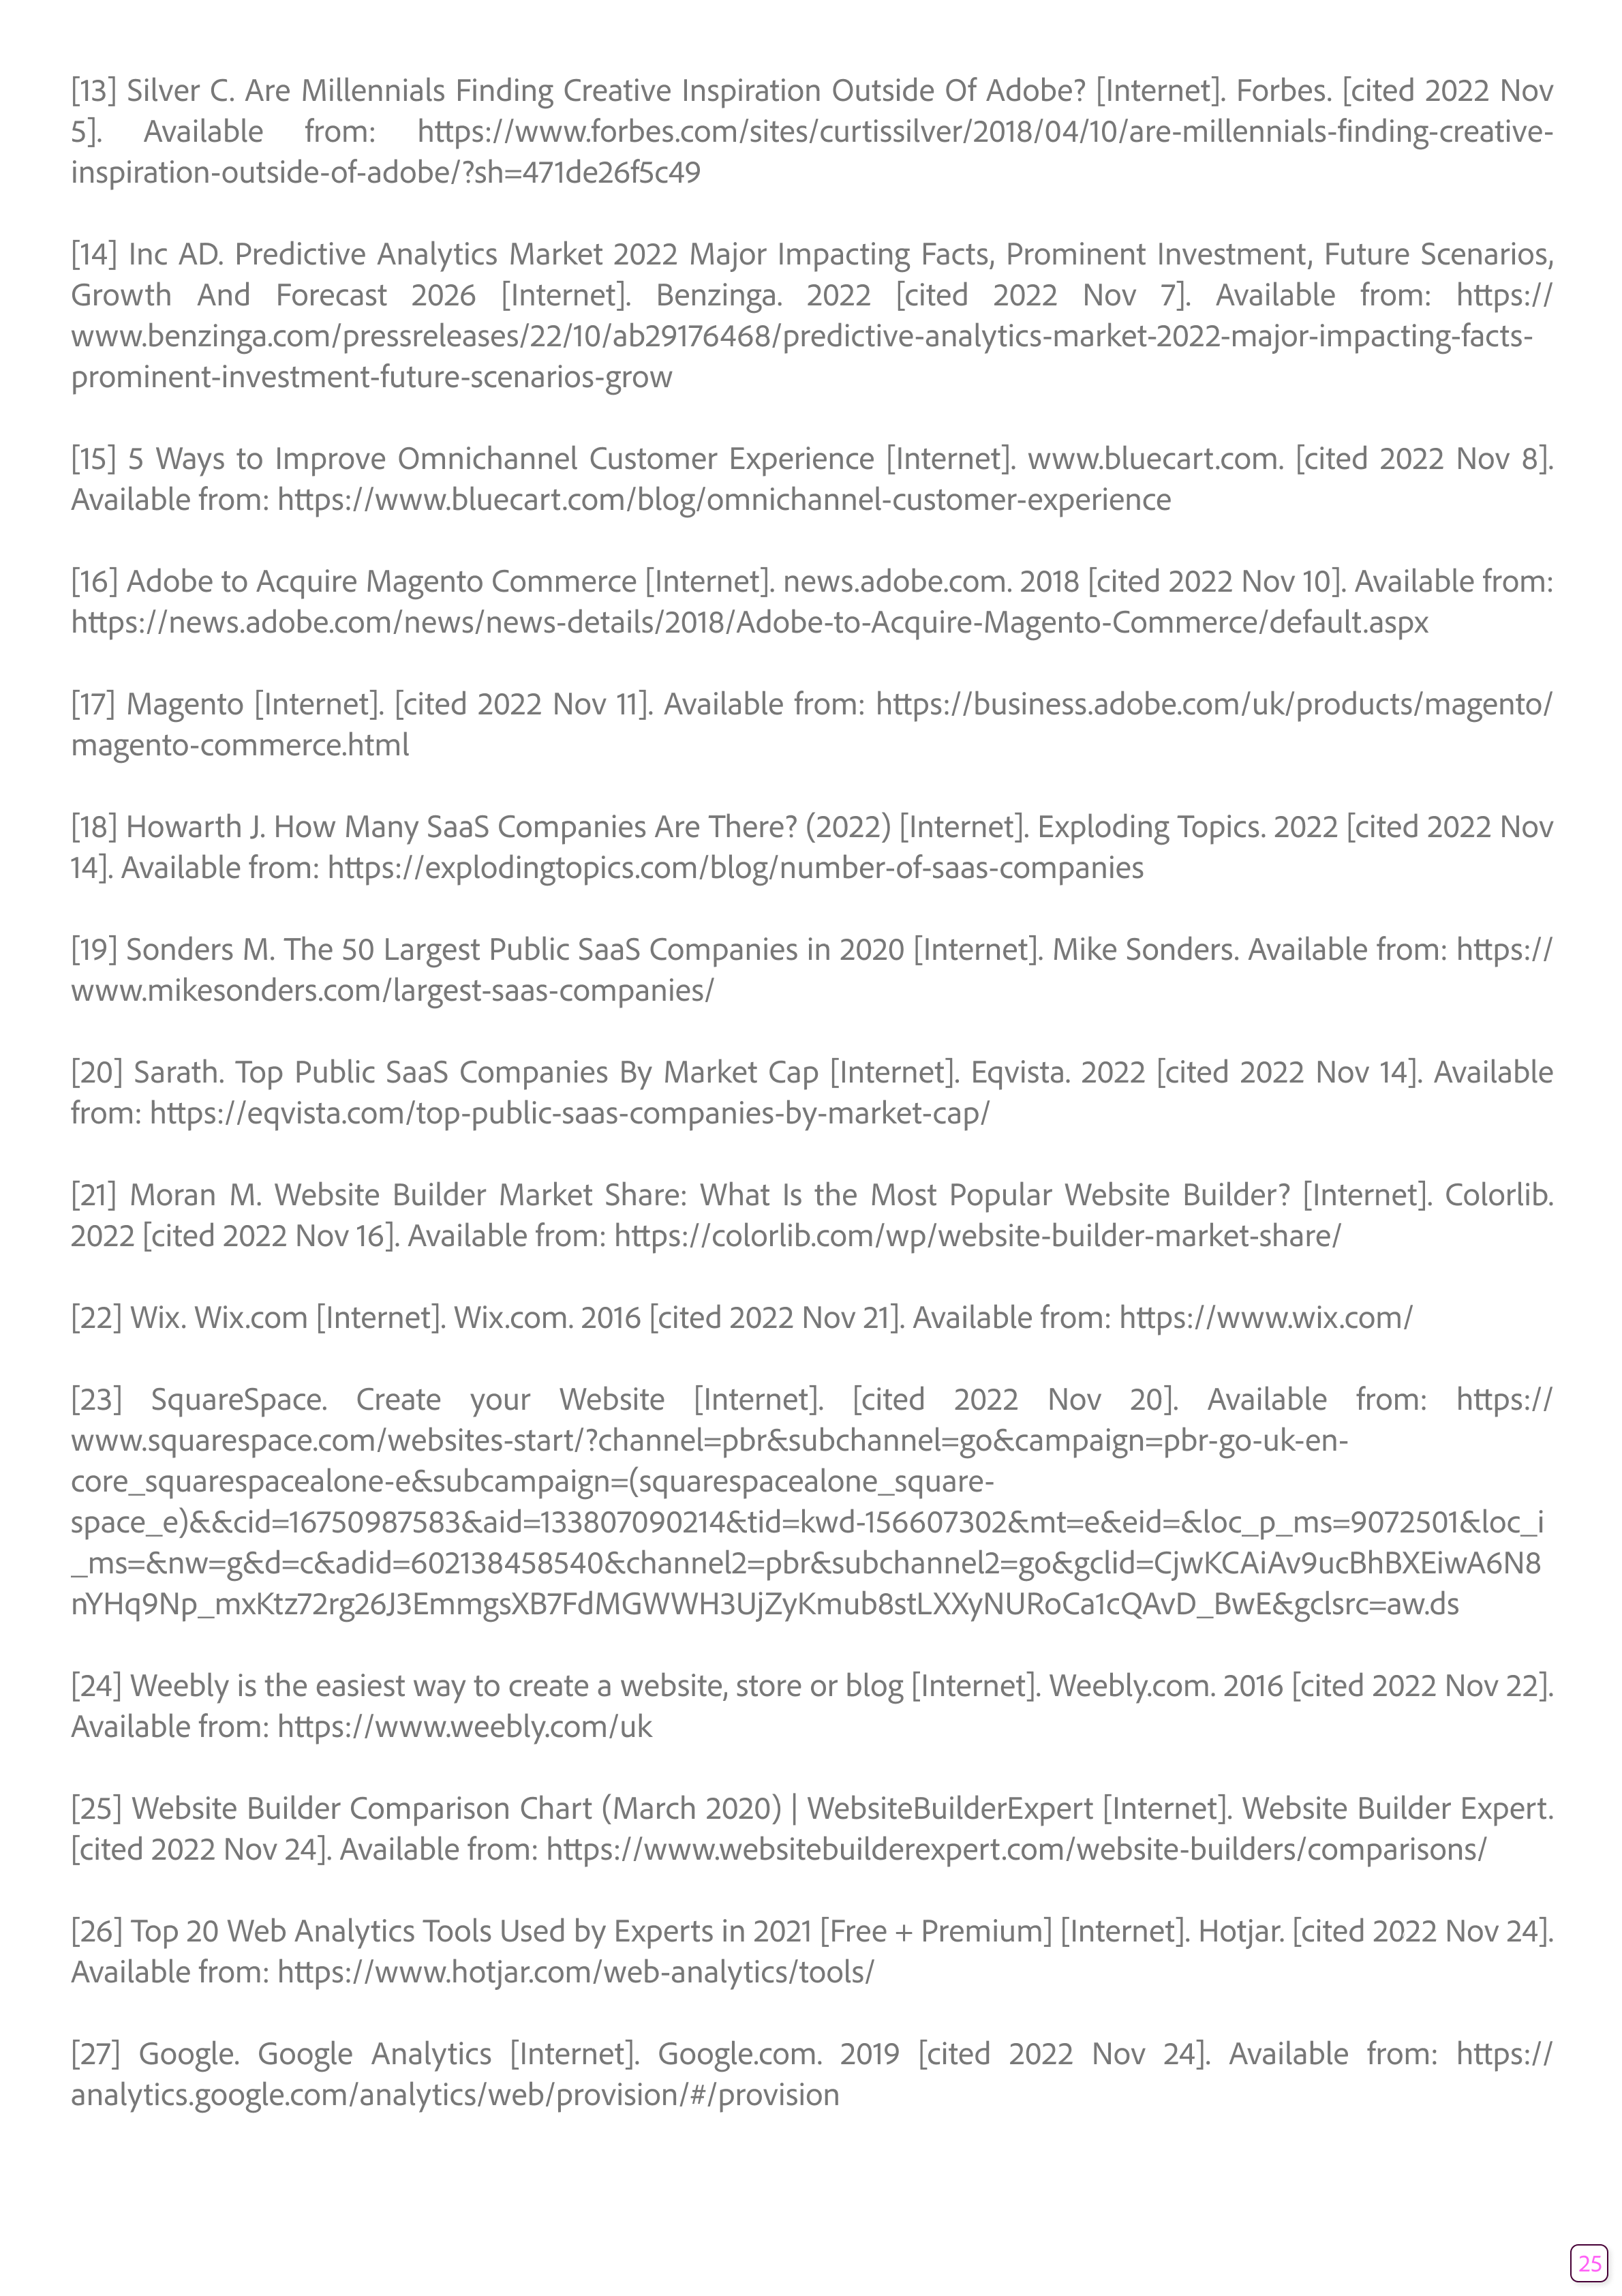 [13] Silver C. Are Millennials Finding Creative Inspiration Outside Of Adobe? [Internet]. Forbes. [cited 2022 Nov
5]. Available from: https://www.forbes.com/sites/curtissilver/2018/04/10/are-millennials-finding-creative-
inspiration-outside-of-adobe/?sh=471de26f5c49
[14] Inc AD. Predictive Analytics Market 2022 Major Impacting Facts, Prominent Investment, Future Scenarios,
Growth And Forecast 2026 [Internet]. Benzinga. 2022 [cited 2022 Nov 7]. Available from: https://
www.benzinga.com/pressreleases/22/10/ab29176468/predictive-analytics-market-2022-major-impacting-facts-
prominent-investment-future-scenarios-grow
[15] 5 Ways to Improve Omnichannel Customer Experience [Internet]. www.bluecart.com. [cited 2022 Nov 8].
Available from: https://www.bluecart.com/blog/omnichannel-customer-experience
[16] Adobe to Acquire Magento Commerce [Internet]. news.adobe.com. 2018 [cited 2022 Nov 10]. Available from:
https://news.adobe.com/news/news-details/2018/Adobe-to-Acquire-Magento-Commerce/default.aspx
[17] Magento [Internet]. [cited 2022 Nov 11]. Available from: https://business.adobe.com/uk/products/magento/
magento-commerce.html
[18] Howarth J. How Many SaaS Companies Are There? (2022) [Internet]. Exploding Topics. 2022 [cited 2022 Nov
14]. Available from: https://explodingtopics.com/blog/number-of-saas-companies
[19] Sonders M. The 50 Largest Public SaaS Companies in 2020 [Internet]. Mike Sonders. Available from: https://
www.mikesonders.com/largest-saas-companies/
[20] Sarath. Top Public SaaS Companies By Market Cap [Internet]. Eqvista. 2022 [cited 2022 Nov 14]. Available
from: https://eqvista.com/top-public-saas-companies-by-market-cap/
[21] Moran M. Website Builder Market Share: What Is the Most Popular Website Builder? [Internet]. Colorlib.
2022 [cited 2022 Nov 16]. Available from: https://colorlib.com/wp/website-builder-market-share/
[22] Wix. Wix.com [Internet]. Wix.com. 2016 [cited 2022 Nov 21]. Available from: https://www.wix.com/
[23] SquareSpace. Create your Website [Internet]. [cited 2022 Nov 20]. Available from: https://
www.squarespace.com/websites-start/?channel=pbr&subchannel=go&campaign=pbr-go-uk-en-
core_squarespacealone-e&subcampaign=(squarespacealone_square-
space_e)&&cid=16750987583&aid=133807090214&tid=kwd-156607302&mt=e&eid=&loc_p_ms=9072501&loc_i
_ms=&nw=g&d=c&adid=602138458540&channel2=pbr&subchannel2=go&gclid=CjwKCAiAv9ucBhBXEiwA6N8
nYHq9Np_mxKtz72rg26J3EmmgsXB7FdMGWWH3UjZyKmub8stLXXyNURoCa1cQAvD_BwE&gclsrc=aw.ds
[24] Weebly is the easiest way to create a website, store or blog [Internet]. Weebly.com. 2016 [cited 2022 Nov 22].
Available from: https://www.weebly.com/uk
[25] Website Builder Comparison Chart (March 2020) | WebsiteBuilderExpert [Internet]. Website Builder Expert.
[cited 2022 Nov 24]. Available from: https://www.websitebuilderexpert.com/website-builders/comparisons/
[26] Top 20 Web Analytics Tools Used by Experts in 2021 [Free + Premium] [Internet]. Hotjar. [cited 2022 Nov 24].
Available from: https://www.hotjar.com/web-analytics/tools/
[27] Google. Google Analytics [Internet]. Google.com. 2019 [cited 2022 Nov 24]. Available from: https://
analytics.google.com/analytics/web/provision/#/provision
25